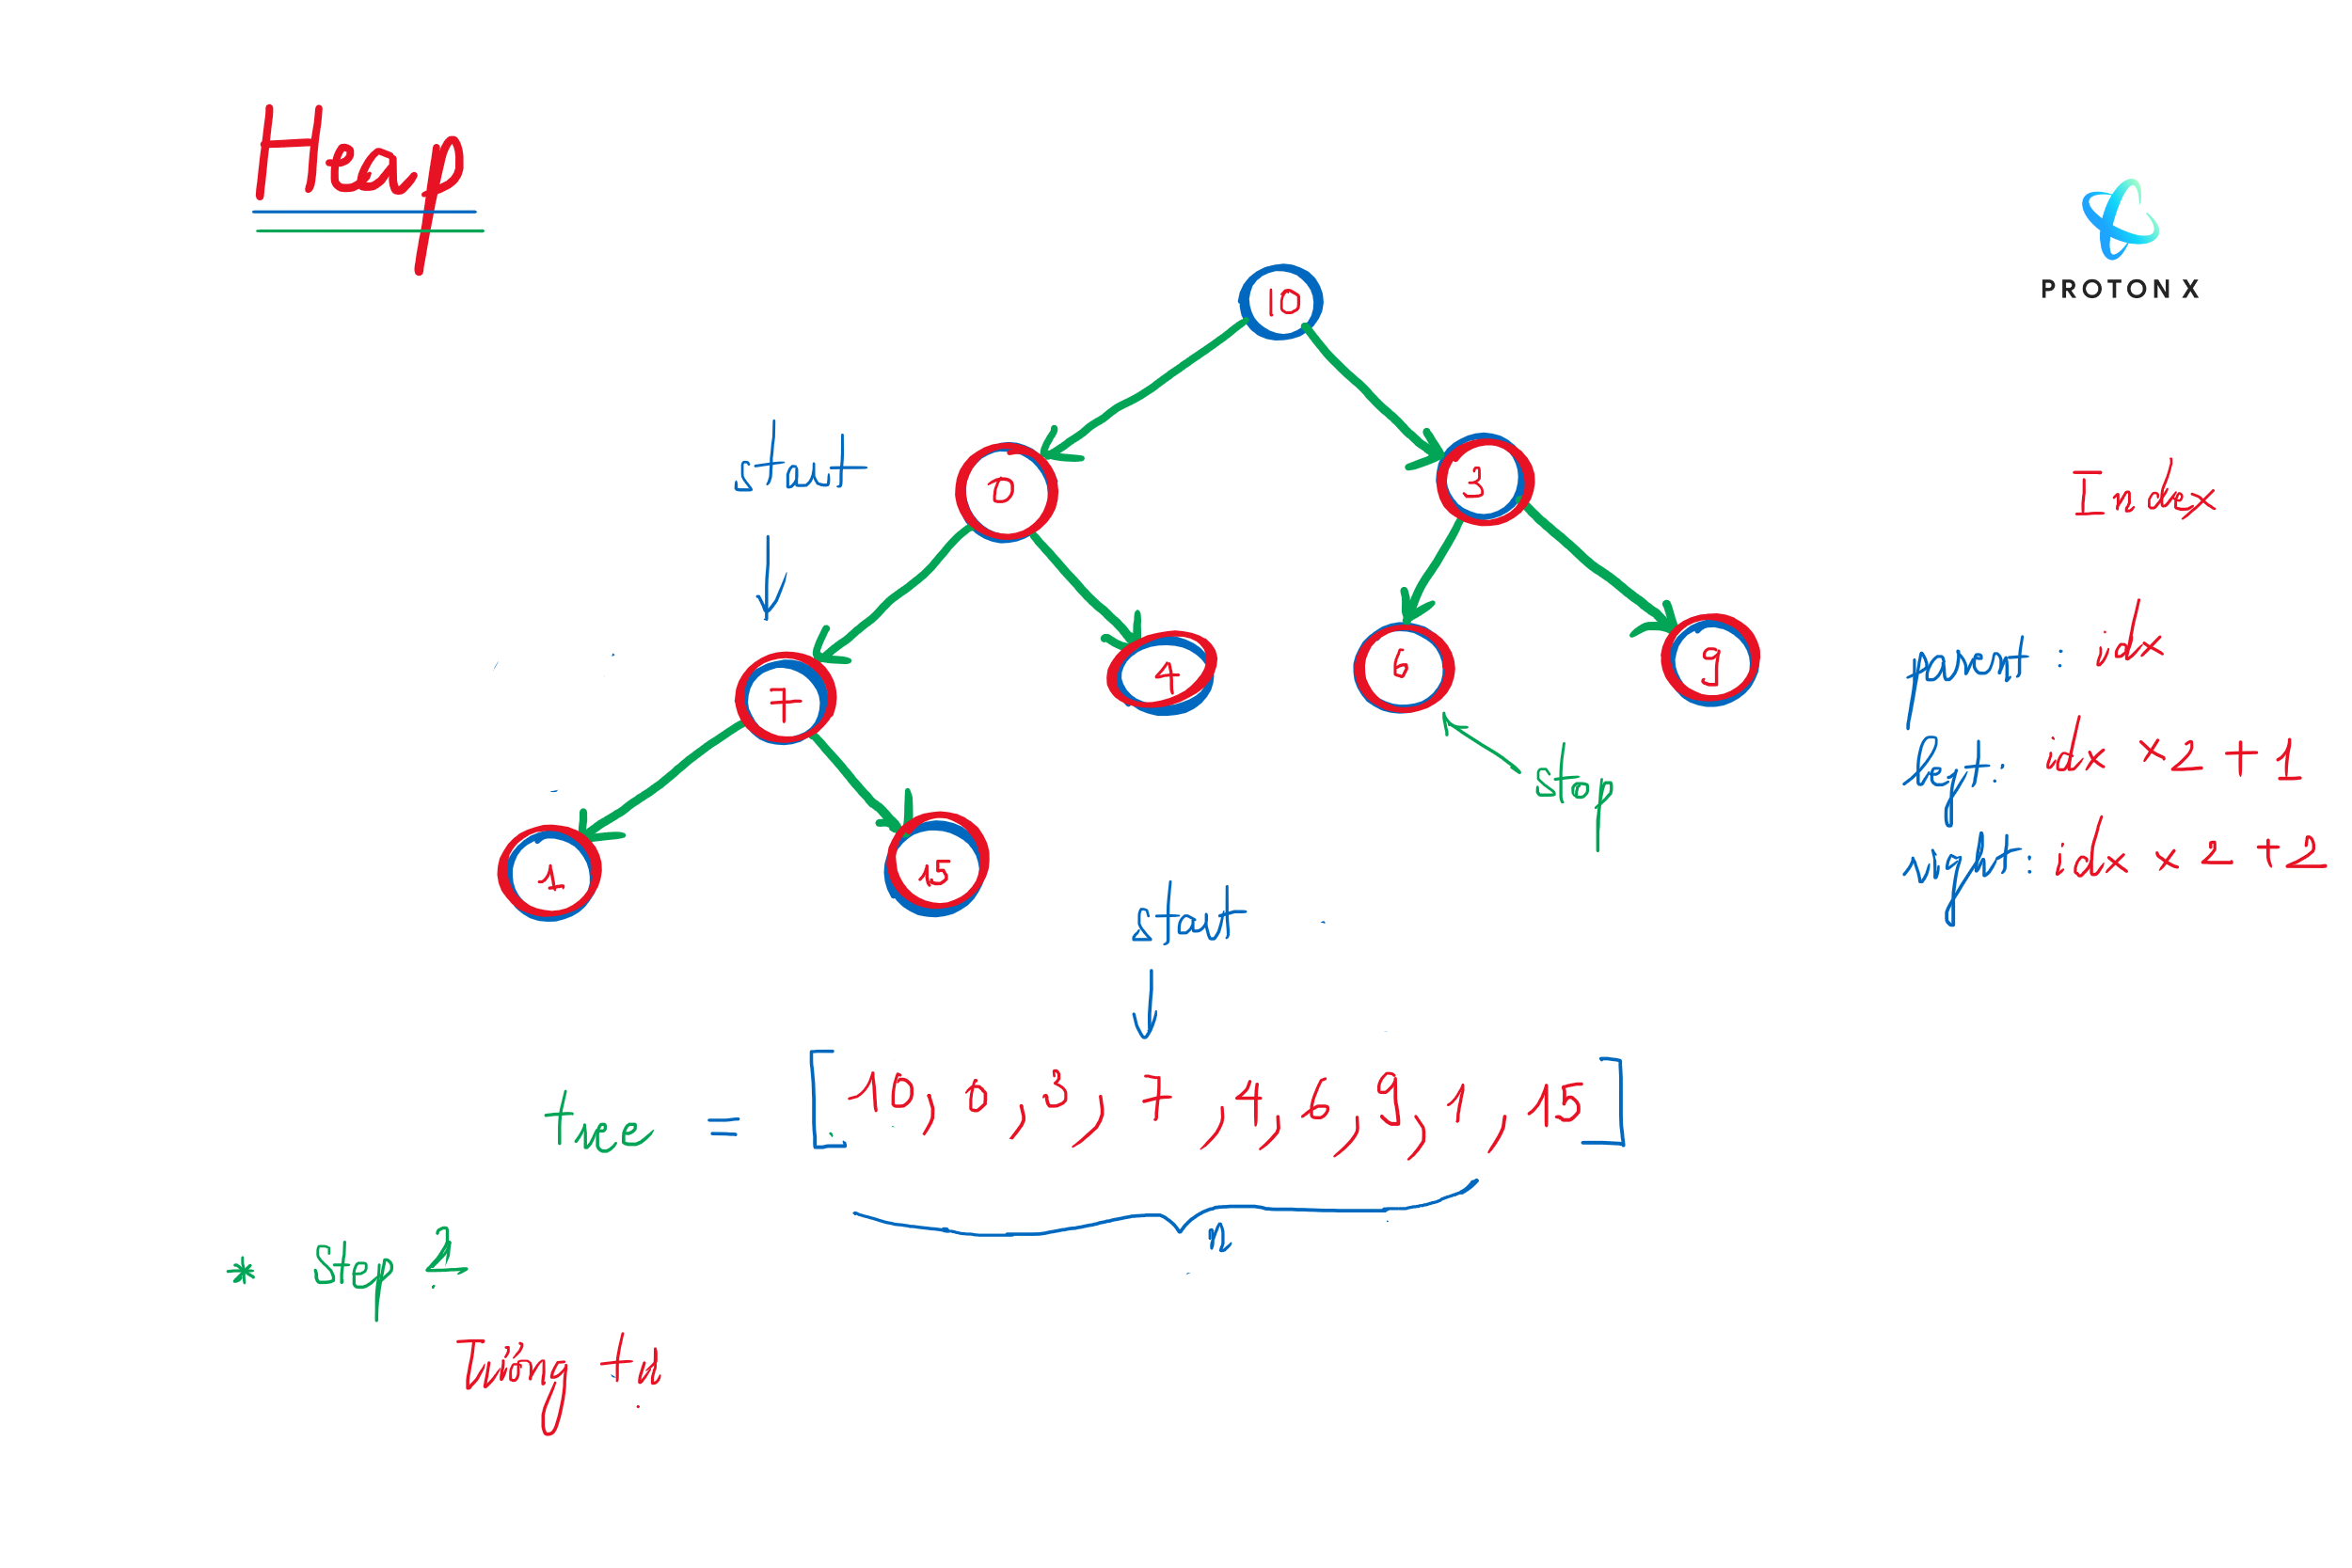 Heap
PROTON X
10
start
0
3
Index
7
4
6
9
parent : idx
left: idx x2 + 1
right: idx x 2 +2
stop
1
15
start
tree = [10, 0, 3, 7, 4, 6, 9, 1, 15]
n
* Step 2
Tương tự